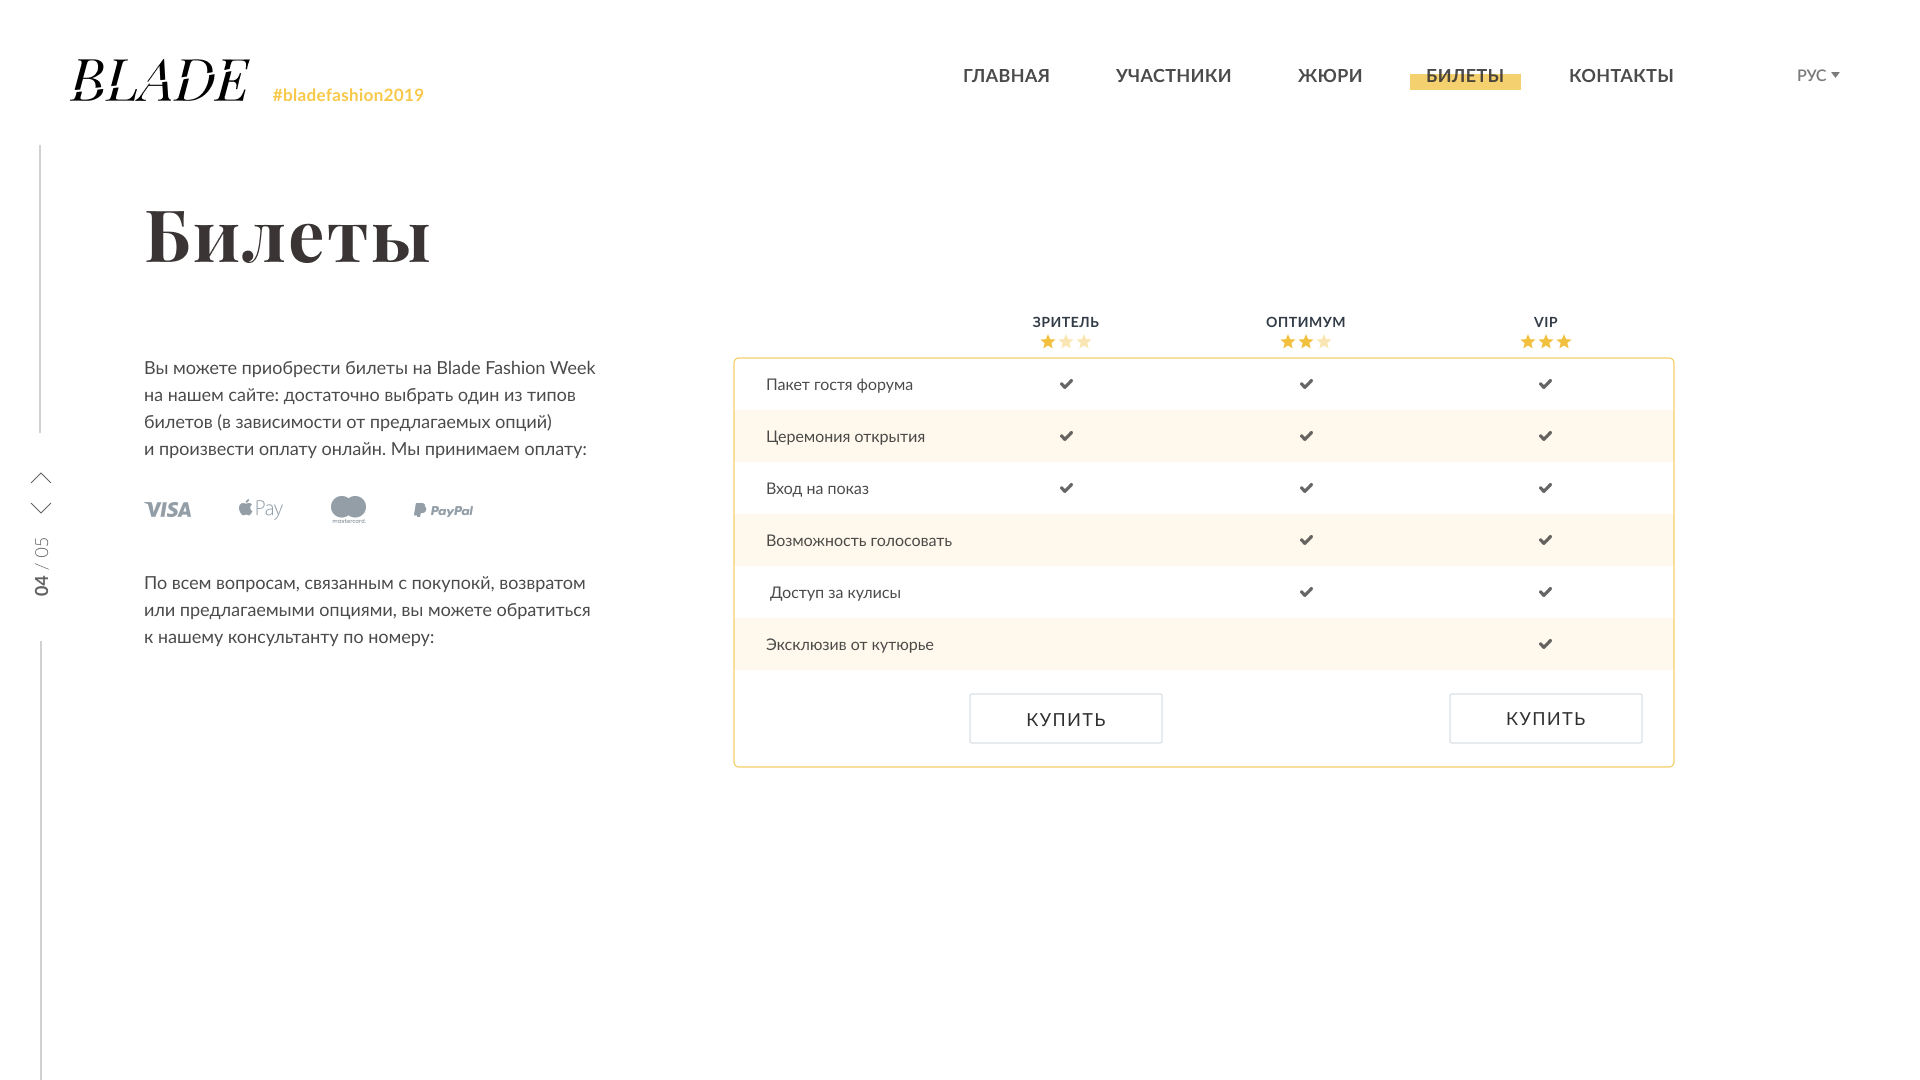 BLADE
#bladefashion2019
ГЛАВНАЯ
УЧАСТНИКИ
ЖЮРИ
БИЛЕТЫ
КОНТАКТЫ
РУС
Билеты
Вы можете приобрести билеты на Blade Fashion Week
на нашем сайте: достаточно выбрать один из типов
билетов (в зависимости от предлагаемых опций)
и произвести оплату онлайн. Мы принимаем оплату:
VISA
Pay
mastercard
PayPal
04 / 05
По всем вопросам, связанным с покупокй, возвратом
или предлагаемыми опциями, вы можете обратиться
к нашему консультанту по номеру:
ЗРИТЕЛЬ
ОПТИМУМ
VIP
Пакет гостя форума
Церемония открытия
Вход на показ
Возможность голосовать
Доступ за кулисы
Эксклюзив от кутюрье
КУПИТЬ
КУПИТЬ